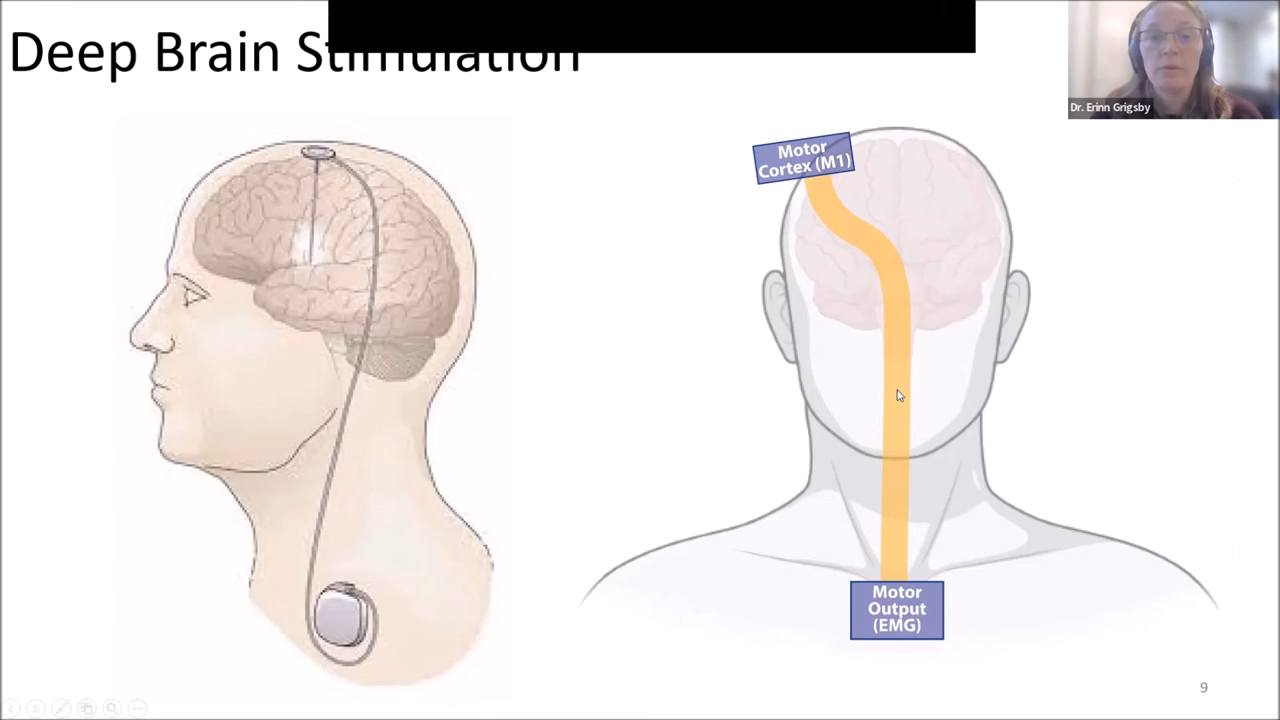 Deep Brain Stimulation
Dr. Erinn Grigsby
Motor
Cortex (M1)
Motor
Output
(EMG)
9